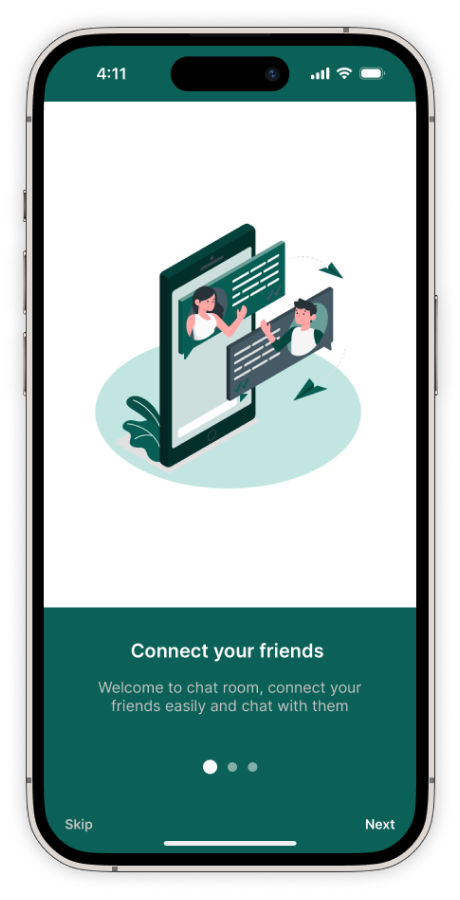 4:11
Connect your friends
Welcome to chat room, connect your
friends easily and chat with them
Skip
Next